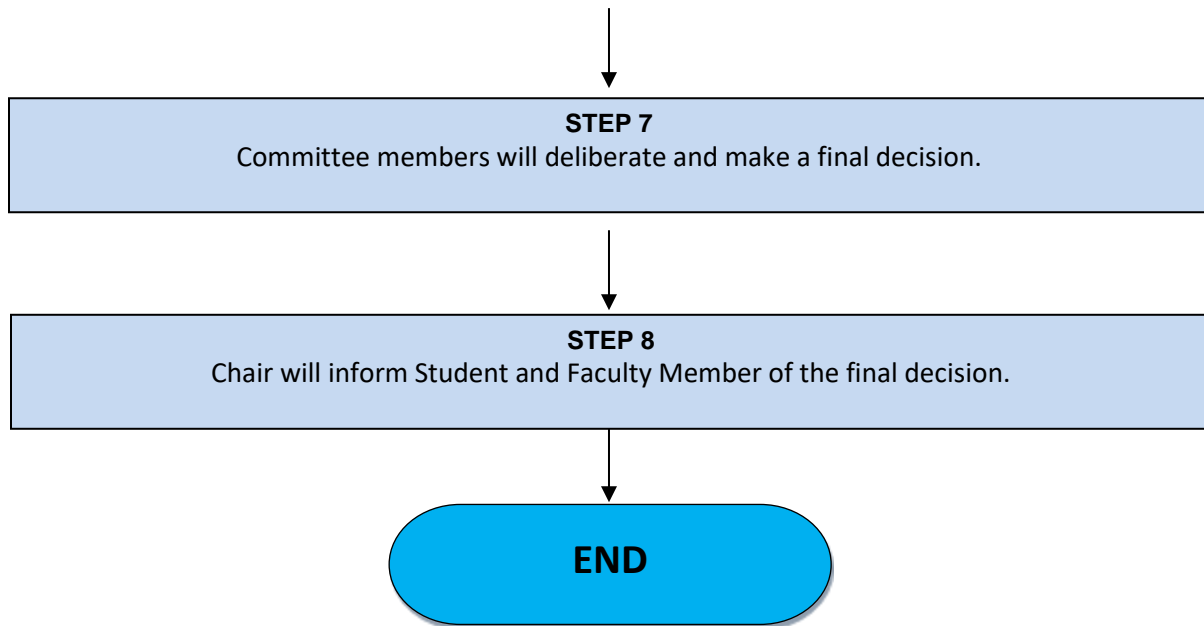 STEP 7
Committee members will deliberate and make a final decision.
STEP 8
Chair will inform Student and Faculty Member of the final decision.
END